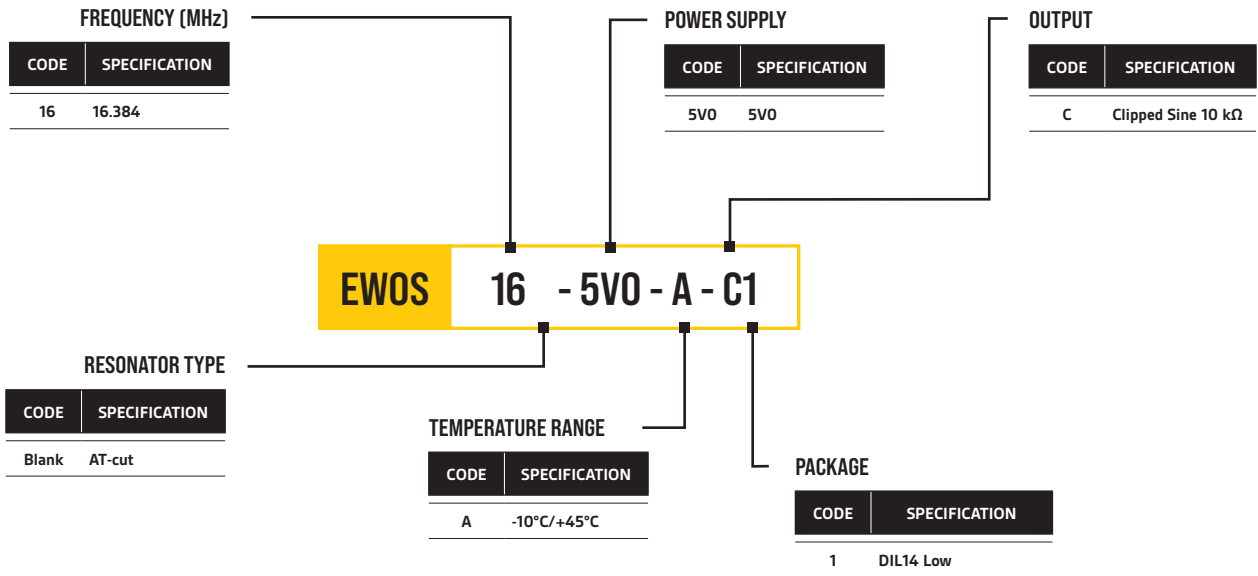 FREQUENCY (MHz)
CODE SPECIFICATION
16 16.384
POWER SUPPLY
CODE SPECIFICATION
5V0 5V0
OUTPUT
CODE SPECIFICATION
C Clipped Sine 10 kΩ
EWOS 16 - 5V0 - A - C1
RESONATOR TYPE
CODE SPECIFICATION
Blank AT-cut
TEMPERATURE RANGE
CODE SPECIFICATION
A -10°C/+45°C
PACKAGE
CODE SPECIFICATION
1 DIL14 Low